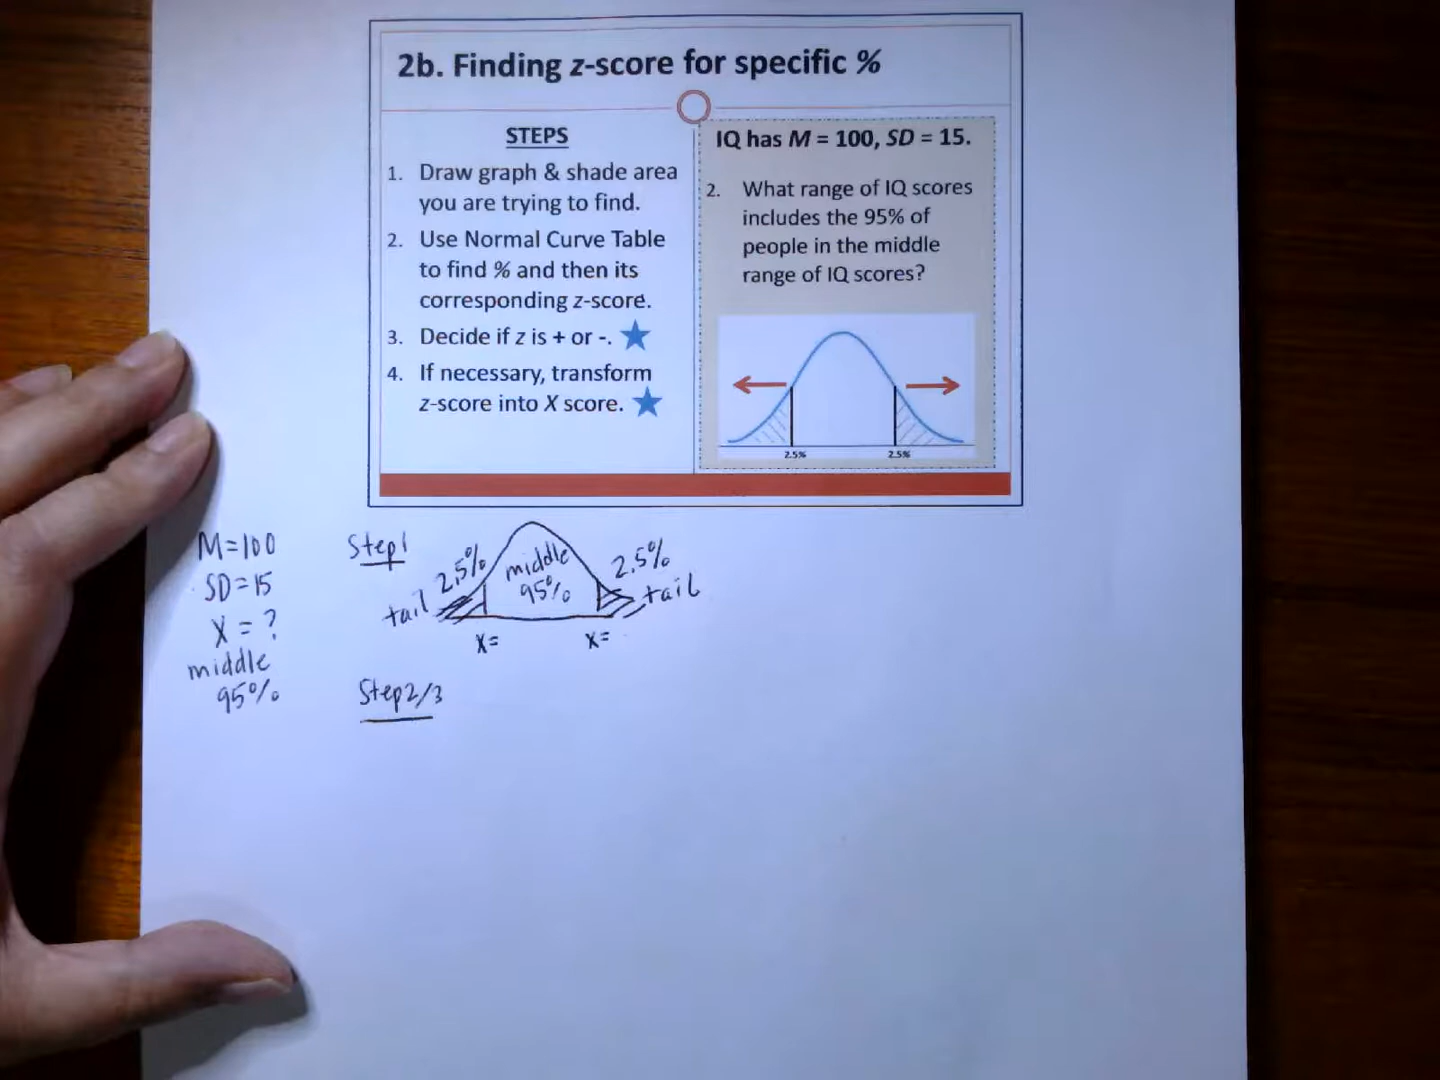 2b. Finding z-score for specific %
STEPS
1. Draw graph & shade area
you are trying to find.
2. Use Normal Curve Table
to find % and then its
corresponding z-score.
3. Decide if z is + or -.
4. If necessary, transform
z-score into X score.
IQ has M = 100, SD = 15.
2. What range of IQ scores
includes the 95% of
people in the middle
range of IQ scores?
2.5% 2.5%
M=100
SD=15
X = ?
middle
95%
Step1
2.5%
tail
middle
95%
2.5%
tail
X= X=
Step2/3